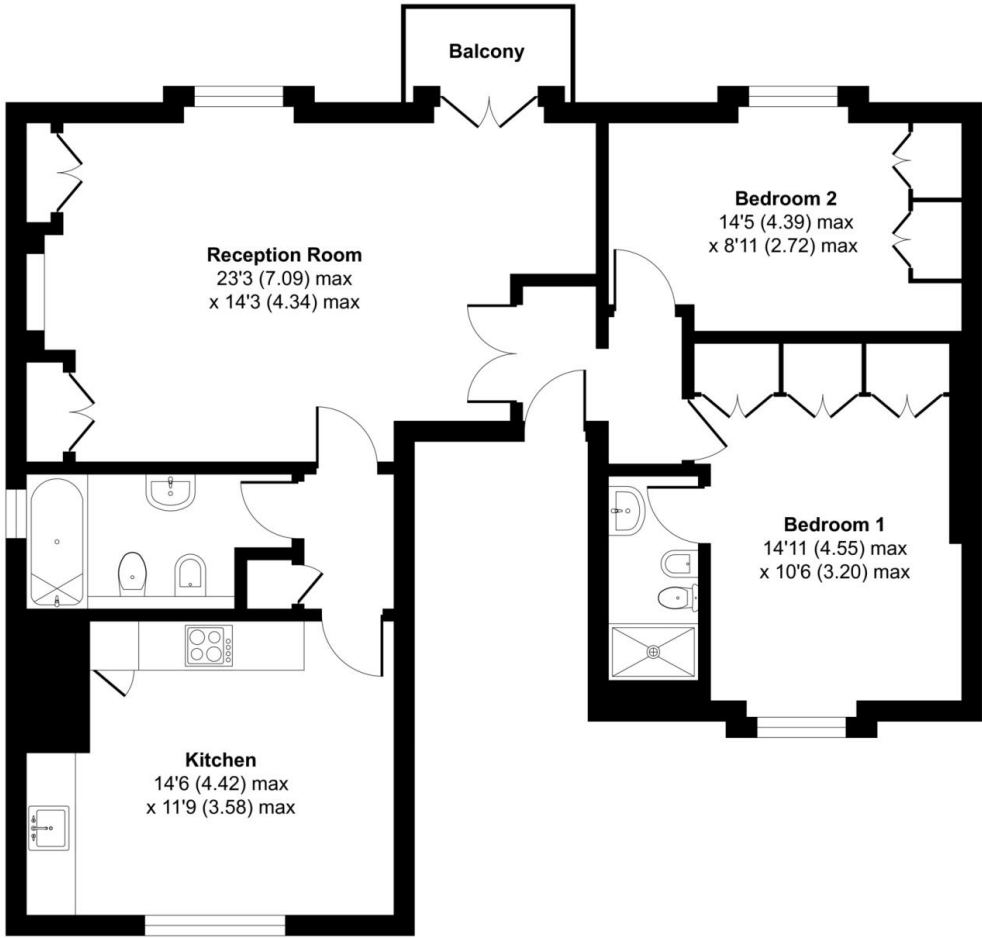 Balcony
Reception Room
23'3 (7.09) max
x 14'3 (4.34) max
Bedroom 2
14'5 (4.39) max
x 8'11 (2.72) max
Bedroom 1
14'11 (4.55) max
x 10'6 (3.20) max
Kitchen
14'6 (4.42) max
x 11'9 (3.58) max